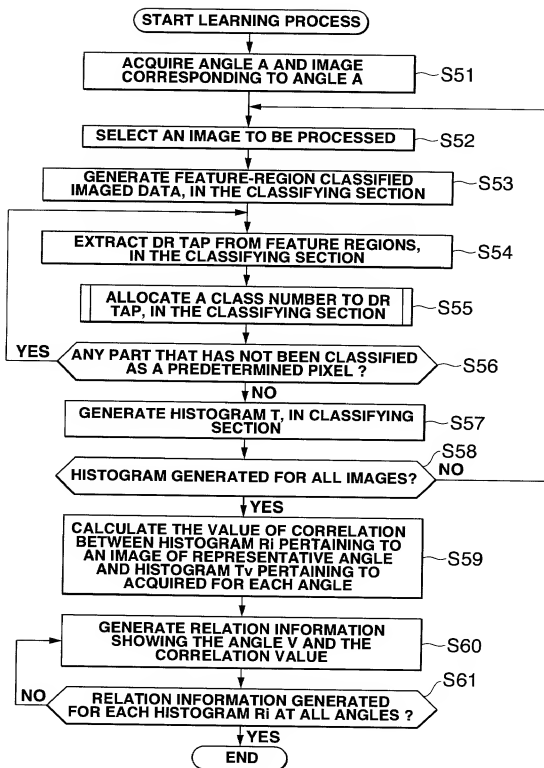 START LEARNING PROCESS
ACQUIRE ANGLE A AND IMAGE
CORRESPONDING TO ANGLE A
S51
SELECT AN IMAGE TO BE PROCESSED
S52
GENERATE FEATURE-REGION CLASSIFIED
IMAGED DATA, IN THE CLASSIFYING SECTION
S53
EXTRACT DR TAP FROM FEATURE REGIONS,
IN THE CLASSIFYING SECTION
S54
ALLOCATE A CLASS NUMBER TO DR
TAP, IN THE CLASSIFYING SECTION
S55
YES
ANY PART THAT HAS NOT BEEN CLASSIFIED
AS A PREDETERMINED PIXEL ?
S56
NO
GENERATE HISTOGRAM T, IN CLASSIFYING
SECTION
S57
S58
HISTOGRAM GENERATED FOR ALL IMAGES?
NO
YES
CALCULATE THE VALUE OF CORRELATION
BETWEEN HISTOGRAM Ri PERTAINING TO
AN IMAGE OF REPRESENTATIVE ANGLE
AND HISTOGRAM Tv PERTAINING TO
ACQUIRED FOR EACH ANGLE
S59
GENERATE RELATION INFORMATION
SHOWING THE ANGLE V AND THE
CORRELATION VALUE
S60
S61
NO
RELATION INFORMATION GENERATED
FOR EACH HISTOGRAM Ri AT ALL ANGLES ?
YES
END